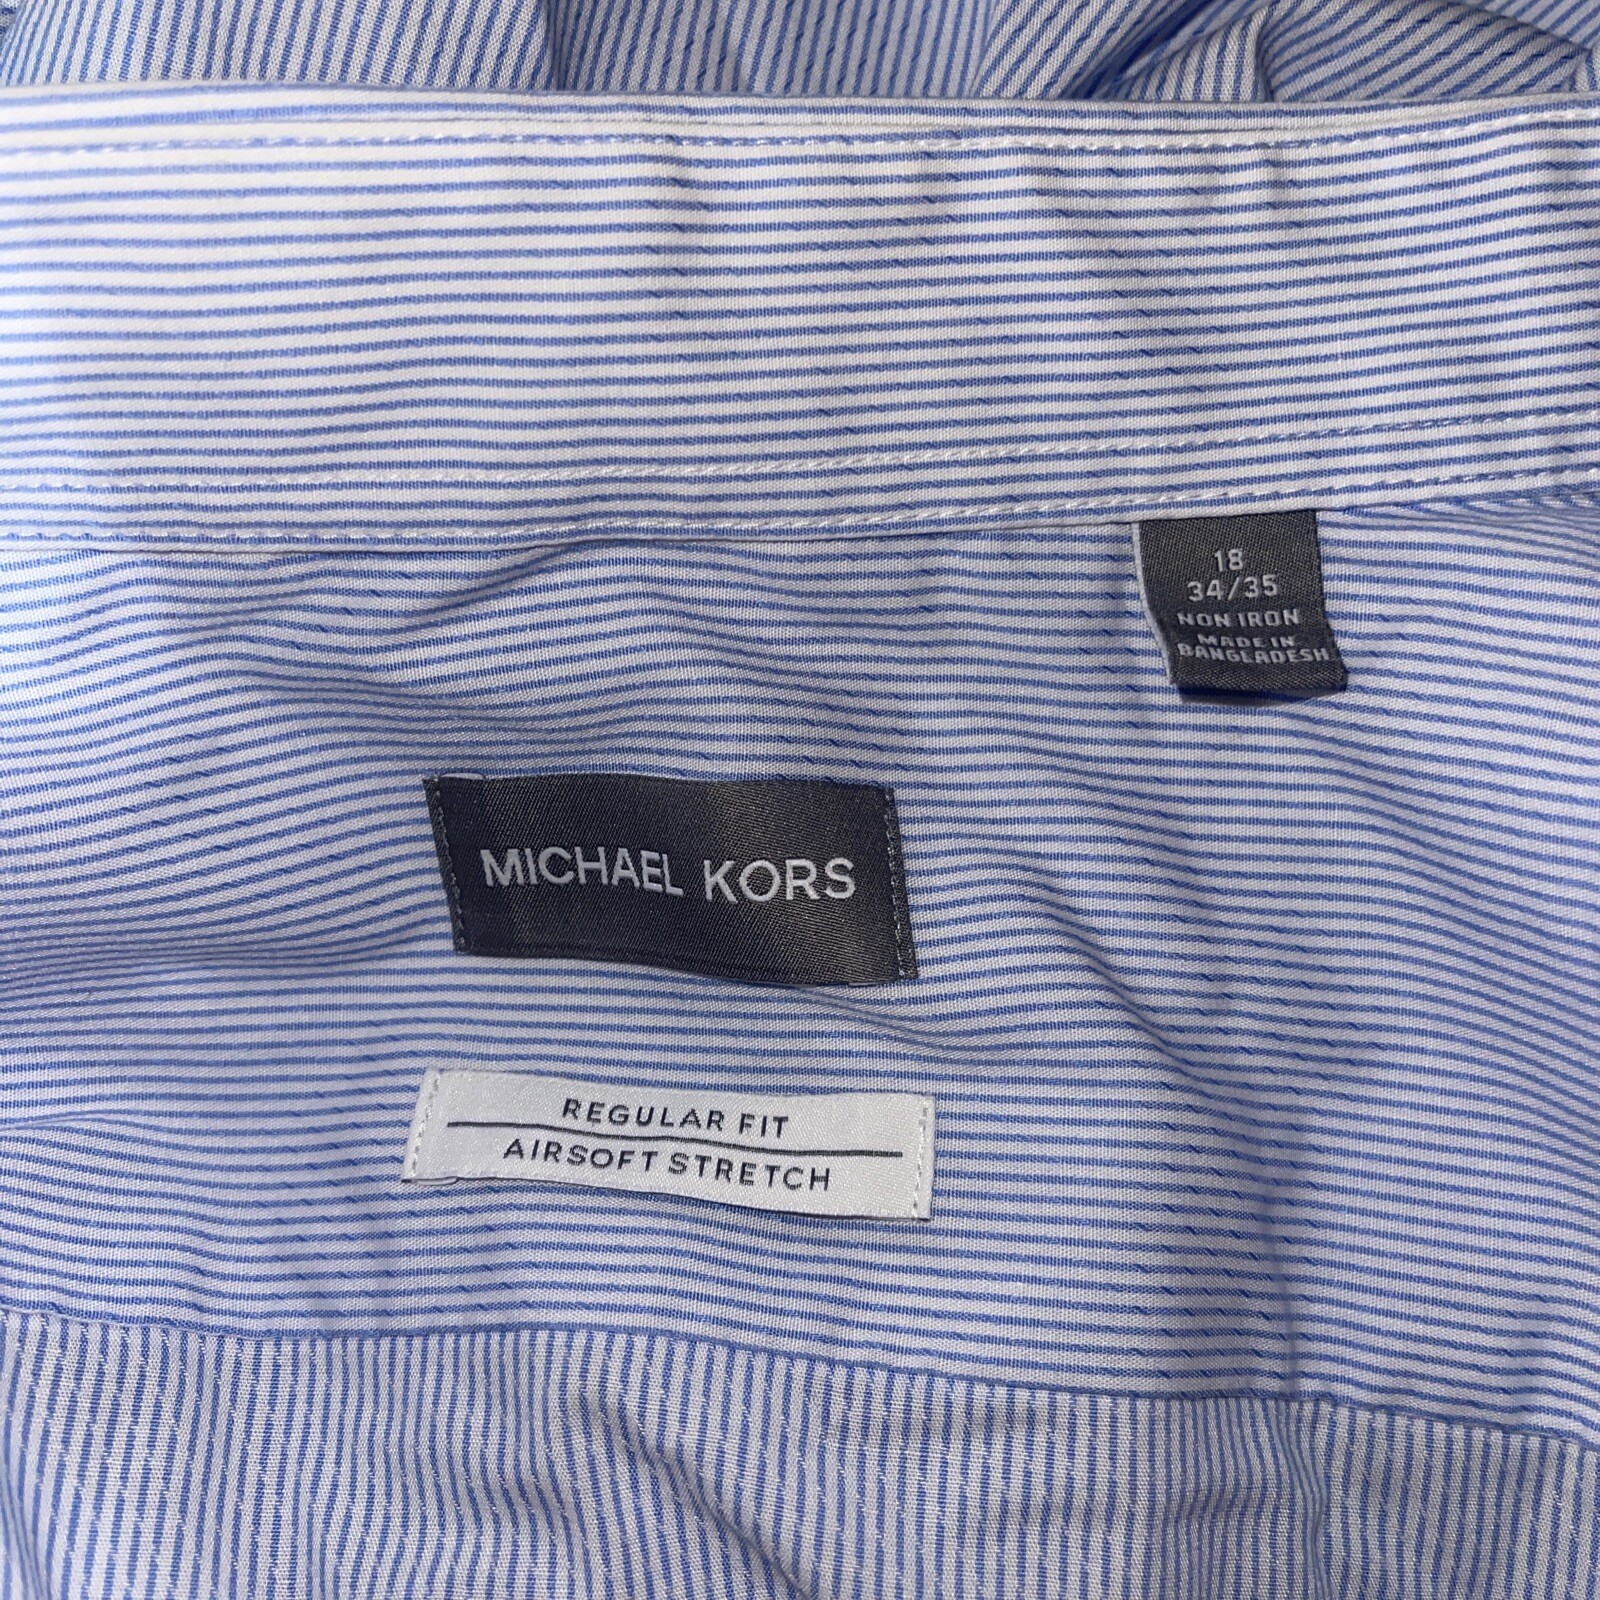 18
34/35
NON IRON
MADE IN
BANGLADESH
MICHAEL KORS
REGULAR FIT
AIRSOFT STRETCH